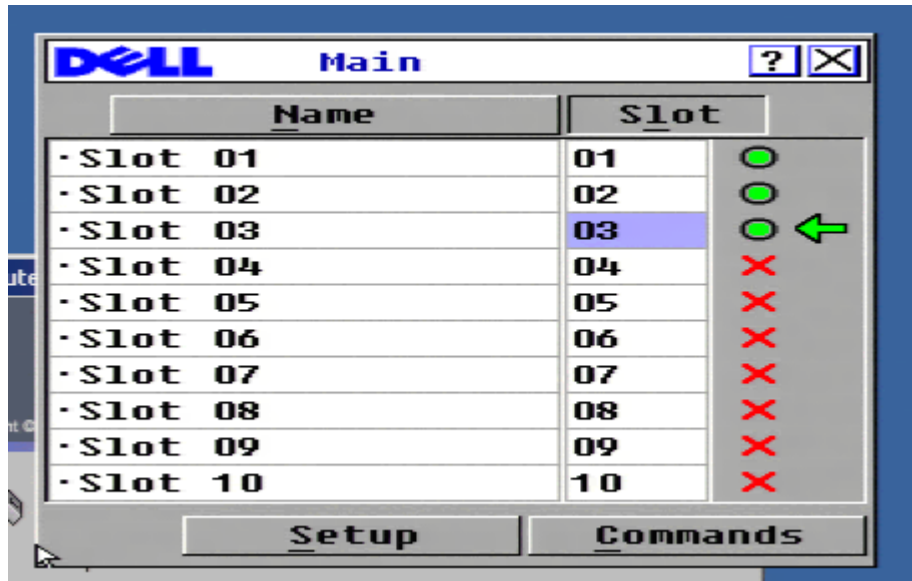 DELL Main ?
Name Slot
·Slot 01 01
·Slot 02 02
·Slot 03 03
·Slot 04 04
·Slot 05 05
·Slot 06 06
·Slot 07 07
·Slot 08 08
·Slot 09 09
·Slot 10 10
Setup Commands